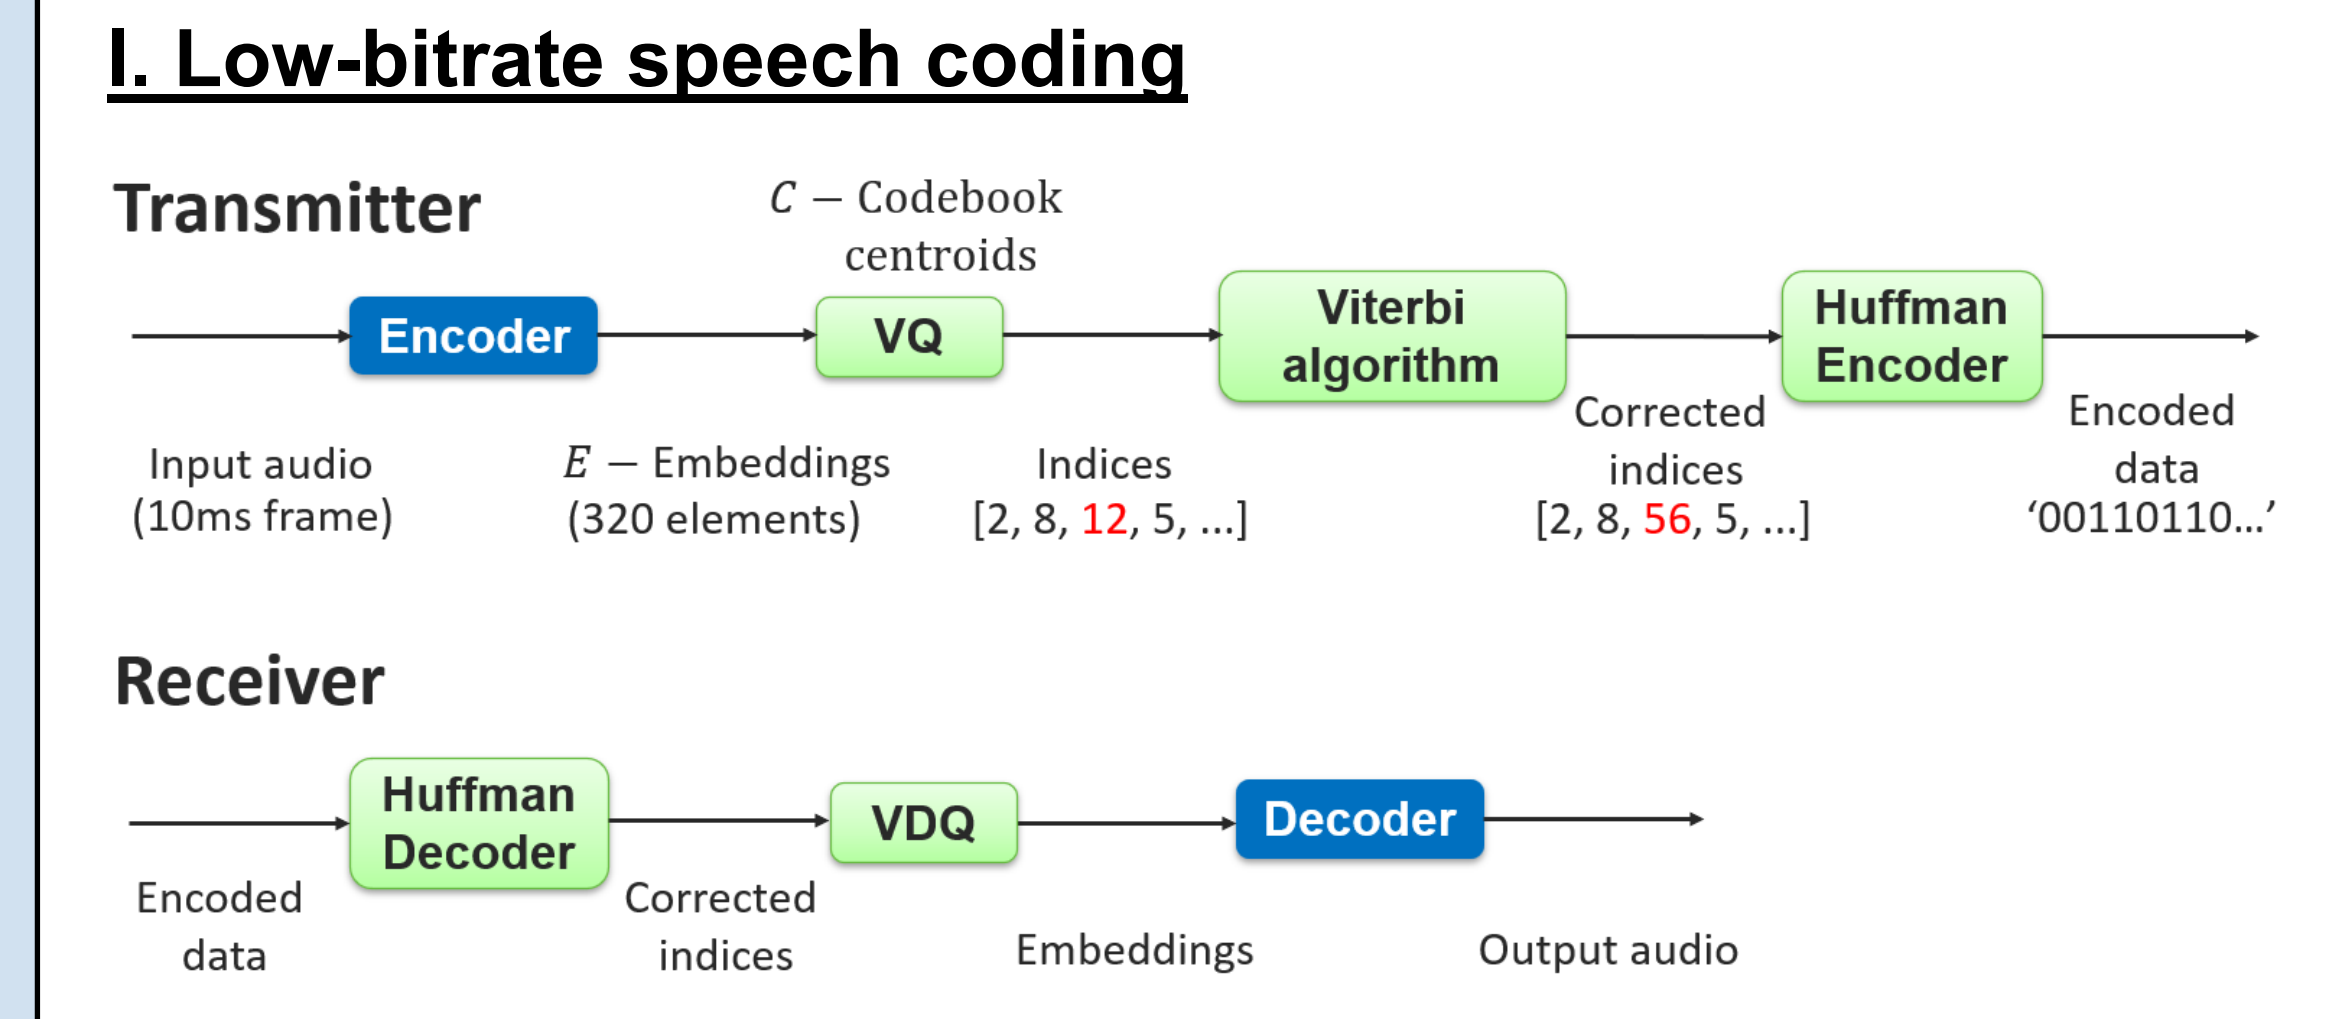 I. Low-bitrate speech coding
Transmitter
C – Codebook
centroids
Encoder
VQ
Viterbi
algorithm
Huffman
Encoder
Input audio
(10ms frame)
E – Embeddings
(320 elements)
Indices
[2, 8, 12, 5, ...]
Corrected
indices
[2, 8, 56, 5, ...]
Encoded
data
‘00110110...’
Receiver
Huffman
Decoder
VDQ
Decoder
Encoded
data
Corrected
indices
Embeddings
Output audio